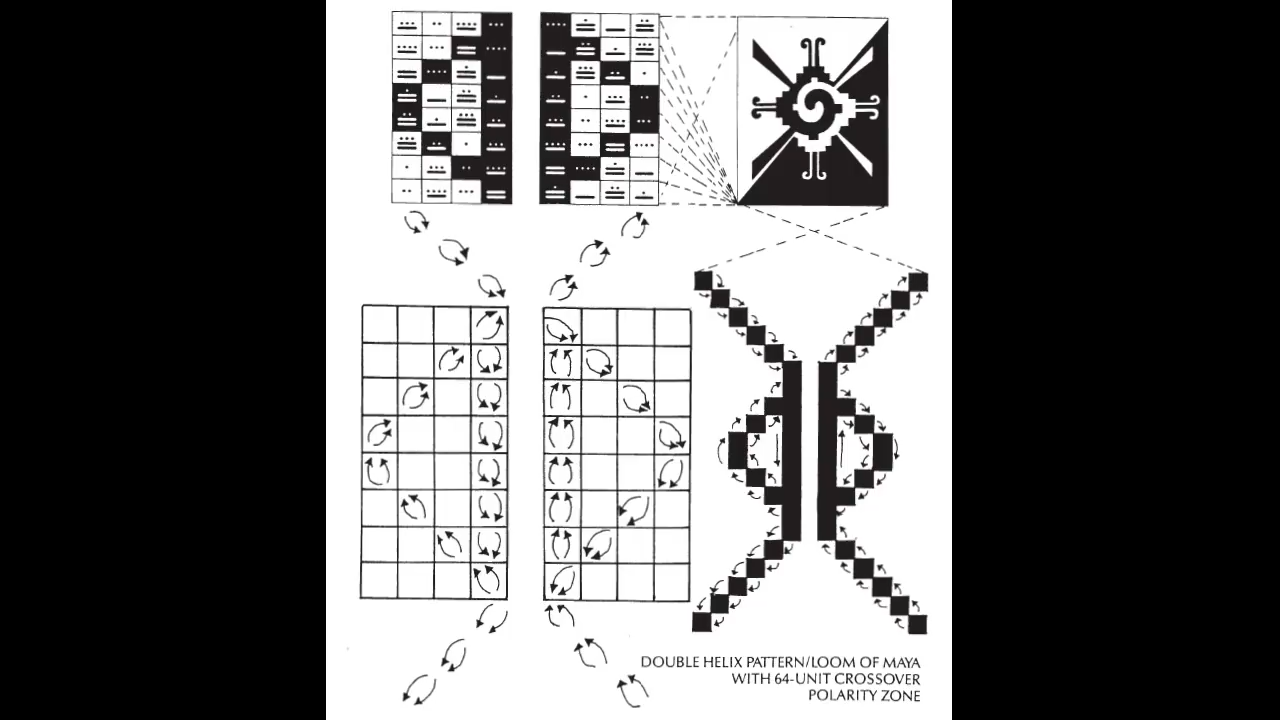 DOUBLE HELIX PATTERN/LOOM OF MAYA
WITH 64-UNIT CROSSOVER
POLARITY ZONE